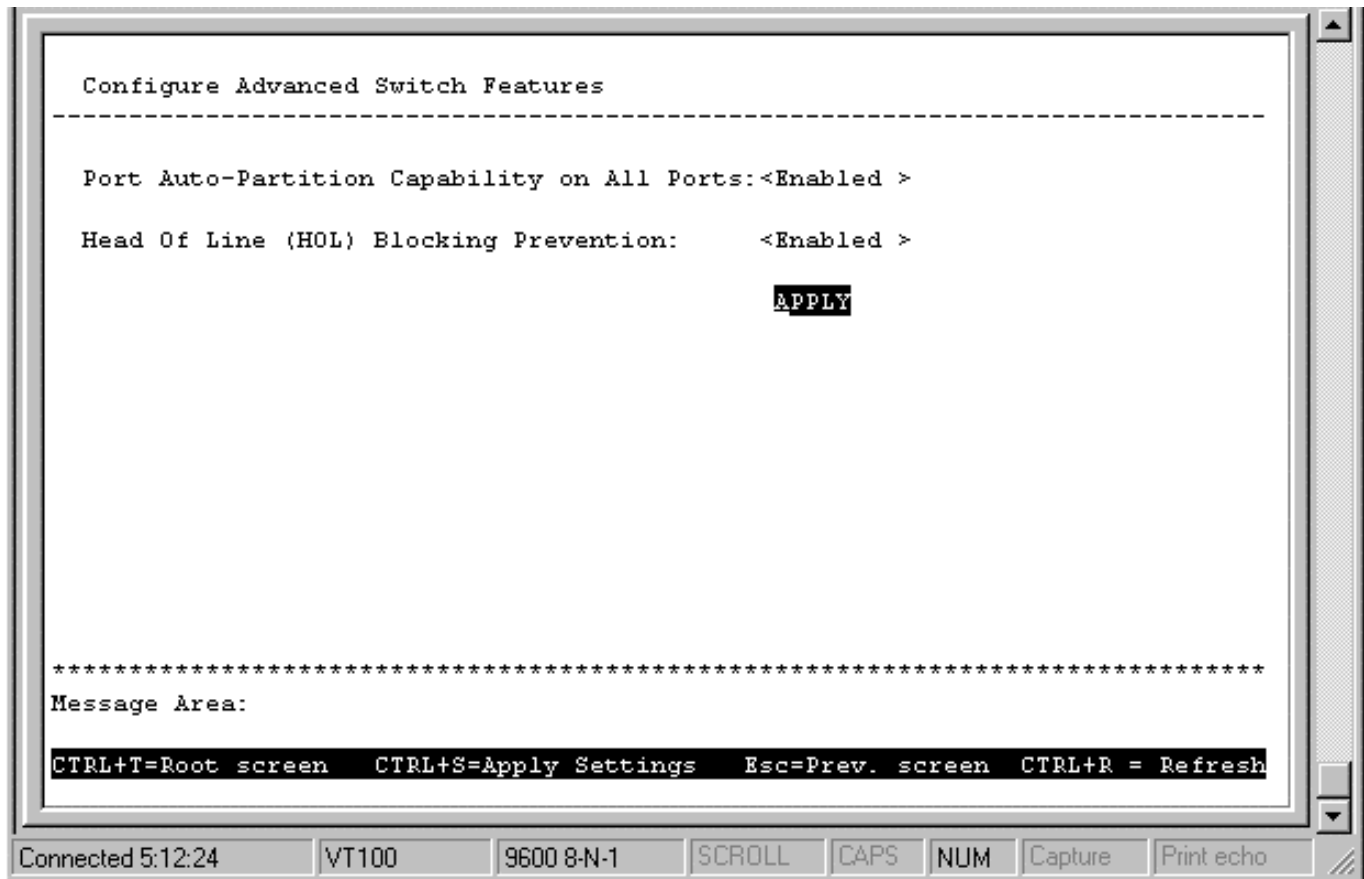 Configure Advanced Switch Features
-------------------------------------------------------------------------------
Port Auto-Partition Capability on All Ports:<Enabled >
Head Of Line (HOL) Blocking Prevention:     <Enabled >
APPLY
*******************************************************************************
Message Area:
CTRL+T=Root screen   CTRL+S=Apply Settings   Esc=Prev. screen  CTRL+R = Refresh
Connected 5:12:24 VT100 9600 8-N-1 SCROLL CAPS NUM Capture Print echo